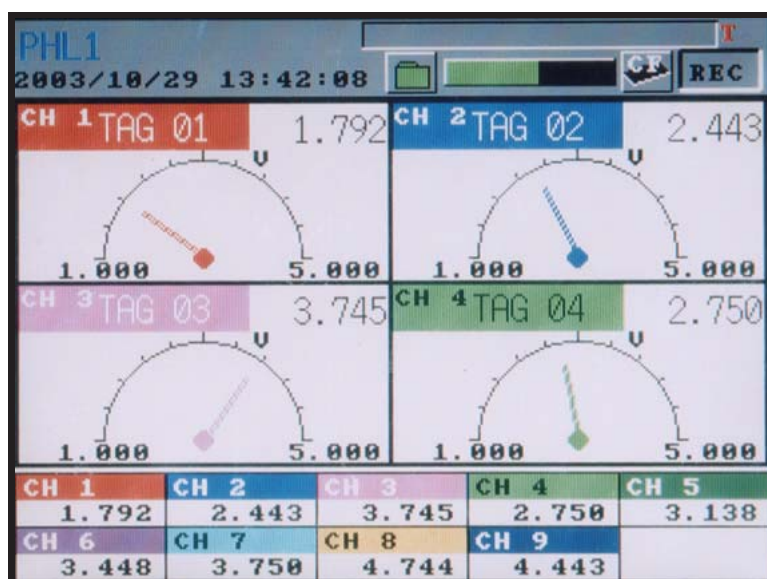 PHL1
T
2003/10/29 13:42:08
CF
REC
CH 1 TAG 01 1.792
V
1.000 5.000
CH 2 TAG 02 2.443
V
1.000 5.000
CH 3 TAG 03 3.745
V
1.000 5.000
CH 4 TAG 04 2.750
V
1.000 5.000
CH 1 CH 2 CH 3 CH 4 CH 5
1.792 2.443 3.745 2.750 3.138
CH 6 CH 7 CH 8 CH 9
3.448 3.750 4.744 4.443